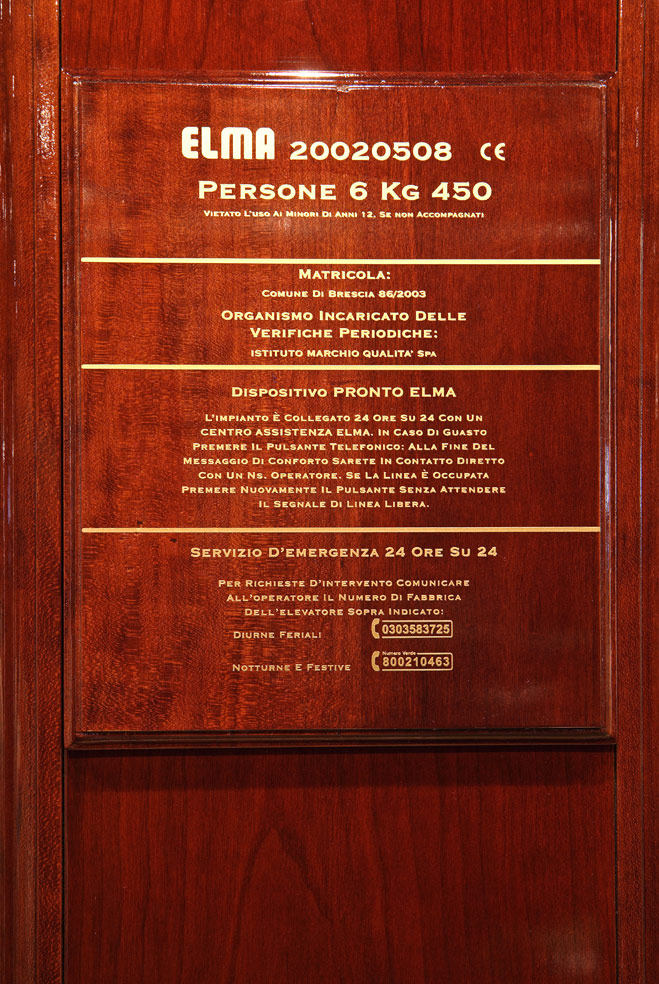 ELMA 20020508 CE
PERSONE 6 KG 450
VIETATO L'USO AI MINORI DI ANNI 12, SE NON ACCOMPAGNATI
MATRICOLA:
COMUNE DI BRESCIA 86/2003
ORGANISMO INCARICATO DELLE
VERIFICHE PERIODICHE:
ISTITUTO MARCHIO QUALITA' SPA
DISPOSITIVO PRONTO ELMA
L'IMPIANTO È COLLEGATO 24 ORE SU 24 CON UN
CENTRO ASSISTENZA ELMA. IN CASO DI GUASTO
PREMERE IL PULSANTE TELEFONICO: ALLA FINE DEL
MESSAGGIO DI CONFORTO SARETE IN CONTATTO DIRETTO
CON UN NS. OPERATORE. SE LA LINEA È OCCUPATA
PREMERE NUOVAMENTE IL PULSANTE SENZA ATTENDERE
IL SEGNALE DI LINEA LIBERA.
SERVIZIO D'EMERGENZA 24 ORE SU 24
PER RICHIESTE D'INTERVENTO COMUNICARE
ALL'OPERATORE IL NUMERO DI FABBRICA
DELL'ELEVATORE SOPRA INDICATO:
DIURNE FERIALI 0303583725
Numero Verde
NOTTURNE E FESTIVE 800210463